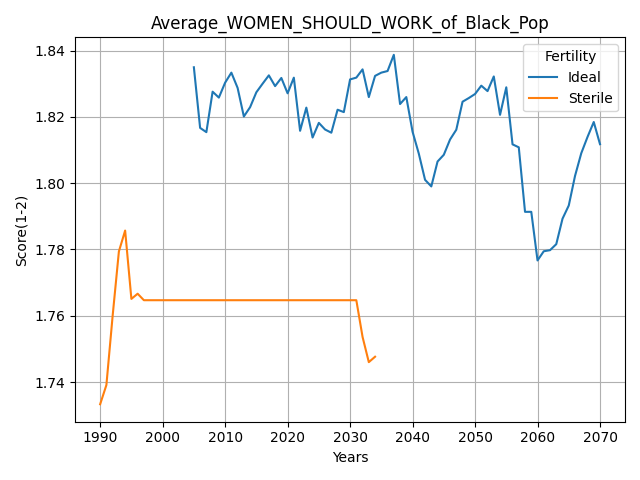 Average_WOMEN_SHOULD_WORK_of_Black_Pop
Fertility
Ideal
Sterile
Score(1-2)
1.84
1.82
1.80
1.78
1.76
1.74
1990 2000 2010 2020 2030 2040 2050 2060 2070
Years